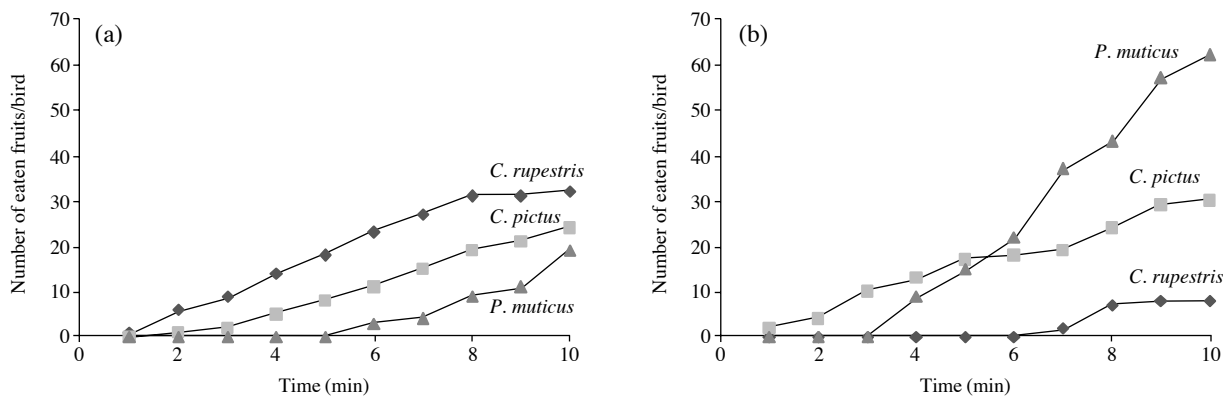 (a)
Number of eaten fruits/bird
70
60
50
40
30
20
10
0
C. rupestris
C. pictus
P. muticus
0 2 4 6 8 10
Time (min)
(b)
Number of eaten fruits/bird
70
60
50
40
30
20
10
0
P. muticus
C. pictus
C. rupestris
0 2 4 6 8 10
Time (min)